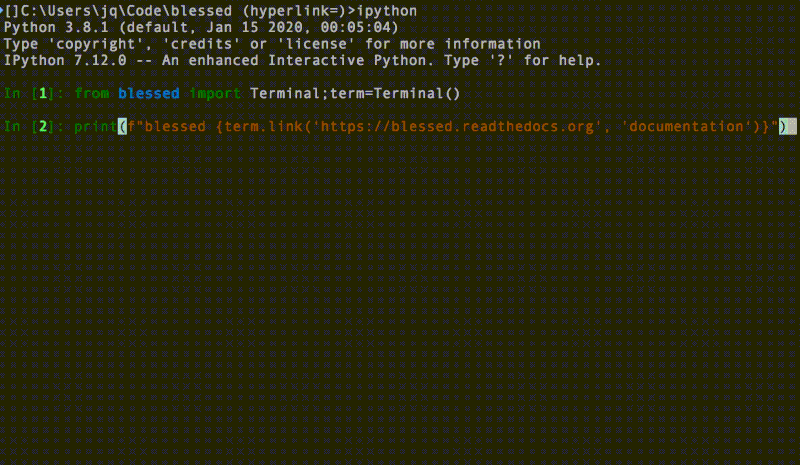 []C:\Users\jq\Code\blessed (hyperlink=)>ipython
Python 3.8.1 (default, Jan 15 2020, 00:05:04)
Type 'copyright', 'credits' or 'license' for more information
IPython 7.12.0 -- An enhanced Interactive Python. Type '?' for help.
In [1]: from blessed import Terminal;term=Terminal()
In [2]: print(f"blessed {term.link('https://blessed.readthedocs.org', 'documentation')}")